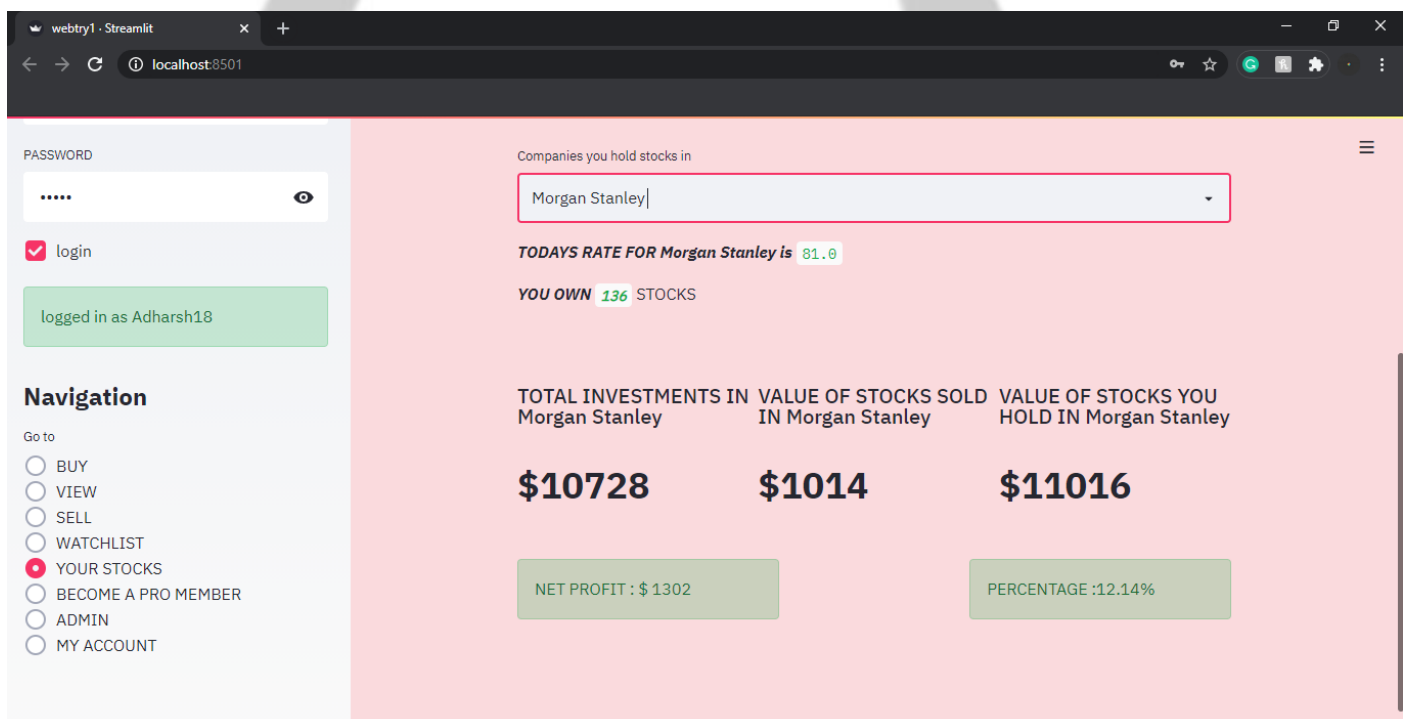 webtry1 · Streamlit
localhost:8501
PASSWORD
•••••
login
logged in as Adharsh18
Navigation
Go to
BUY
VIEW
SELL
WATCHLIST
YOUR STOCKS
BECOME A PRO MEMBER
ADMIN
MY ACCOUNT
Companies you hold stocks in
Morgan Stanley
TODAYS RATE FOR Morgan Stanley is 81.0
YOU OWN 136 STOCKS
TOTAL INVESTMENTS IN
Morgan Stanley
$10728
VALUE OF STOCKS SOLD
IN Morgan Stanley
$1014
VALUE OF STOCKS YOU
HOLD IN Morgan Stanley
$11016
NET PROFIT : $ 1302
PERCENTAGE :12.14%